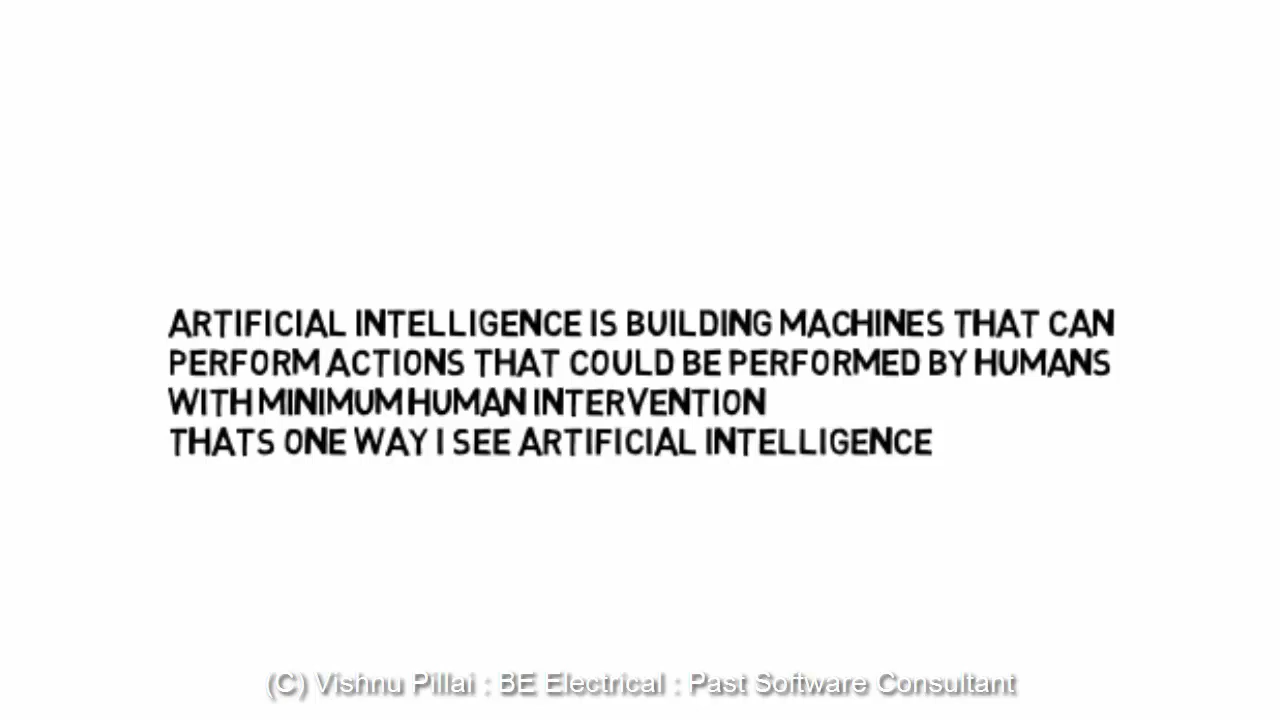 ARTIFICIAL INTELLIGENCE IS BUILDING MACHINES THAT CAN
PERFORM ACTIONS THAT COULD BE PERFORMED BY HUMANS
WITH MINIMUM HUMAN INTERVENTION
THATS ONE WAY I SEE ARTIFICIAL INTELLIGENCE
(C) Vishnu Pillai : BE Electrical : Past Software Consultant